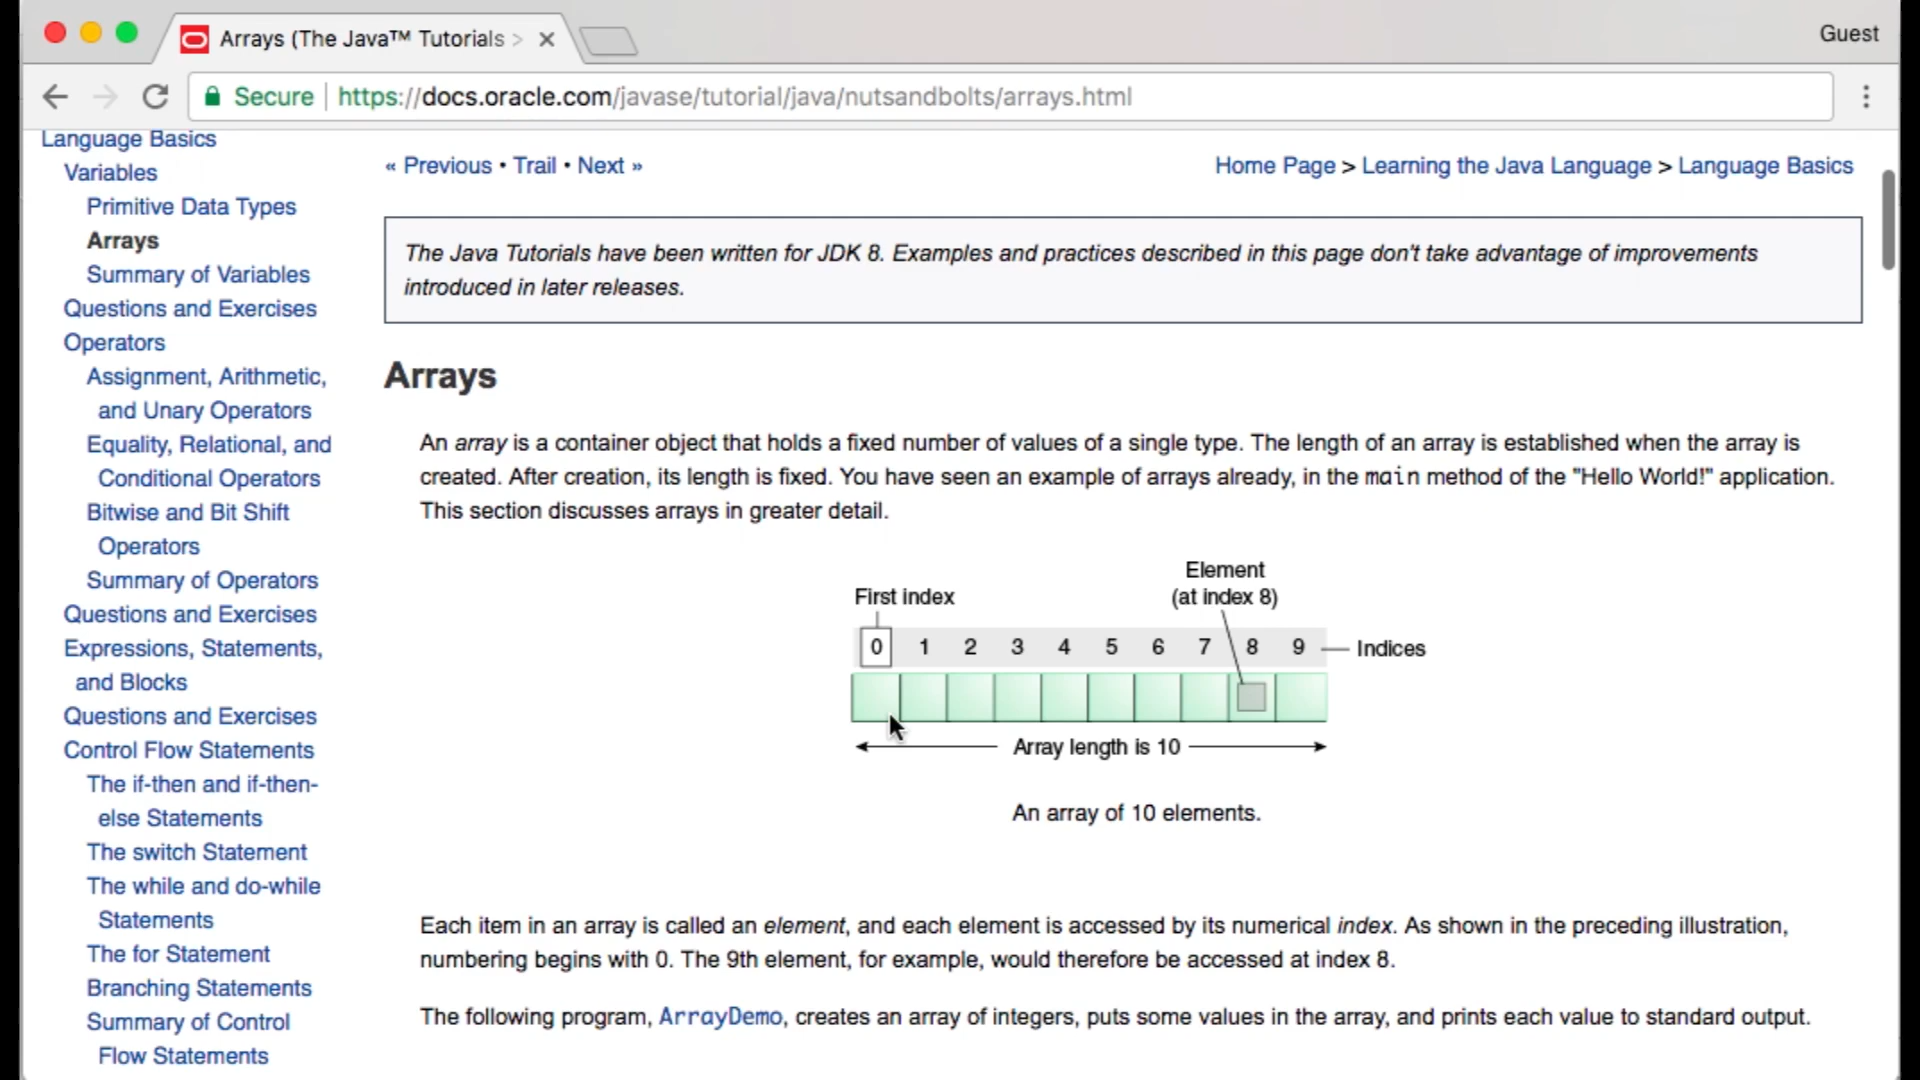 Arrays (The Java™ Tutorials >
Guest
Secure https://docs.oracle.com/javase/tutorial/java/nutsandbolts/arrays.html
Language Basics
Variables
Primitive Data Types
Arrays
Summary of Variables
Questions and Exercises
Operators
Assignment, Arithmetic,
and Unary Operators
Equality, Relational, and
Conditional Operators
Bitwise and Bit Shift
Operators
Summary of Operators
Questions and Exercises
Expressions, Statements,
and Blocks
Questions and Exercises
Control Flow Statements
The if-then and if-then-
else Statements
The switch Statement
The while and do-while
Statements
The for Statement
Branching Statements
Summary of Control
Flow Statements
« Previous • Trail • Next »
Home Page > Learning the Java Language > Language Basics
The Java Tutorials have been written for JDK 8. Examples and practices described in this page don't take advantage of improvements
introduced in later releases.
Arrays
An array is a container object that holds a fixed number of values of a single type. The length of an array is established when the array is
created. After creation, its length is fixed. You have seen an example of arrays already, in the main method of the "Hello World!" application.
This section discusses arrays in greater detail.
Element
First index
(at index 8)
0 1 2 3 4 5 6 7 8 9
Indices
Array length is 10
An array of 10 elements.
Each item in an array is called an element, and each element is accessed by its numerical index. As shown in the preceding illustration,
numbering begins with 0. The 9th element, for example, would therefore be accessed at index 8.
The following program, ArrayDemo, creates an array of integers, puts some values in the array, and prints each value to standard output.